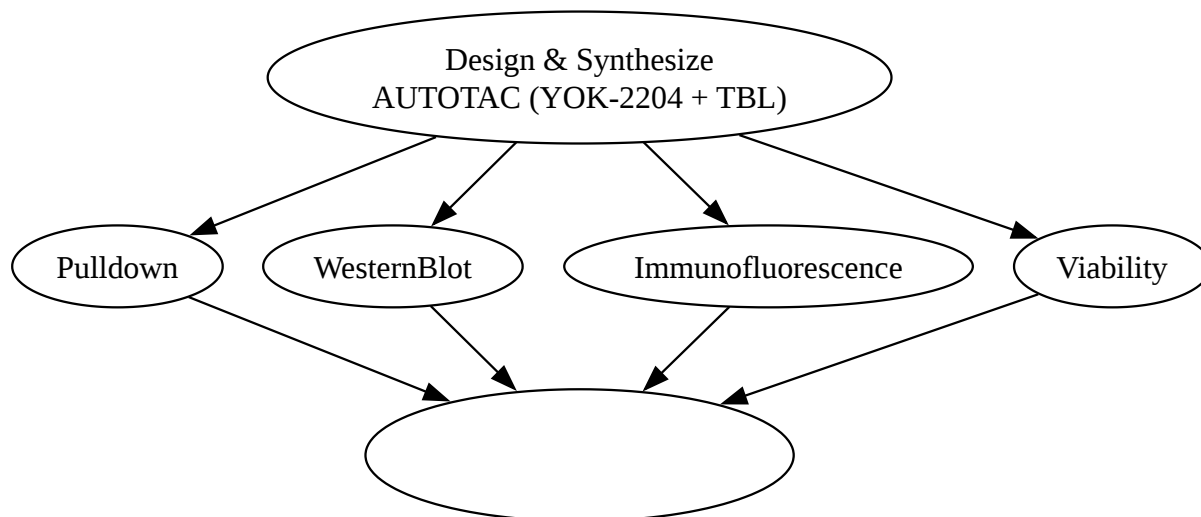 Design & Synthesize
AUTOTAC (YOK-2204 + TBL)
Pulldown
WesternBlot
Immunofluorescence
Viability